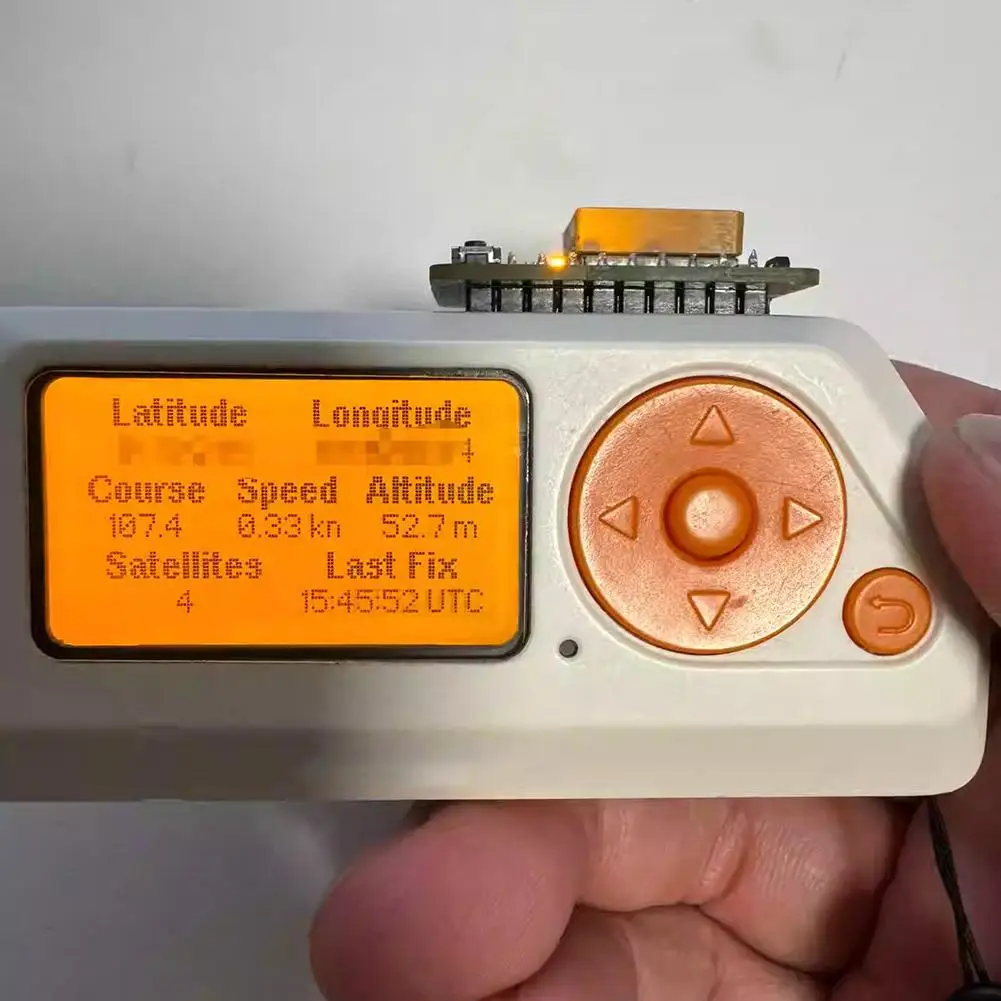 Latitude Longitude
4
Course Speed Altitude
107.4 0.33 kn 52.7 m
Satellites Last Fix
4 15:45:52 UTC